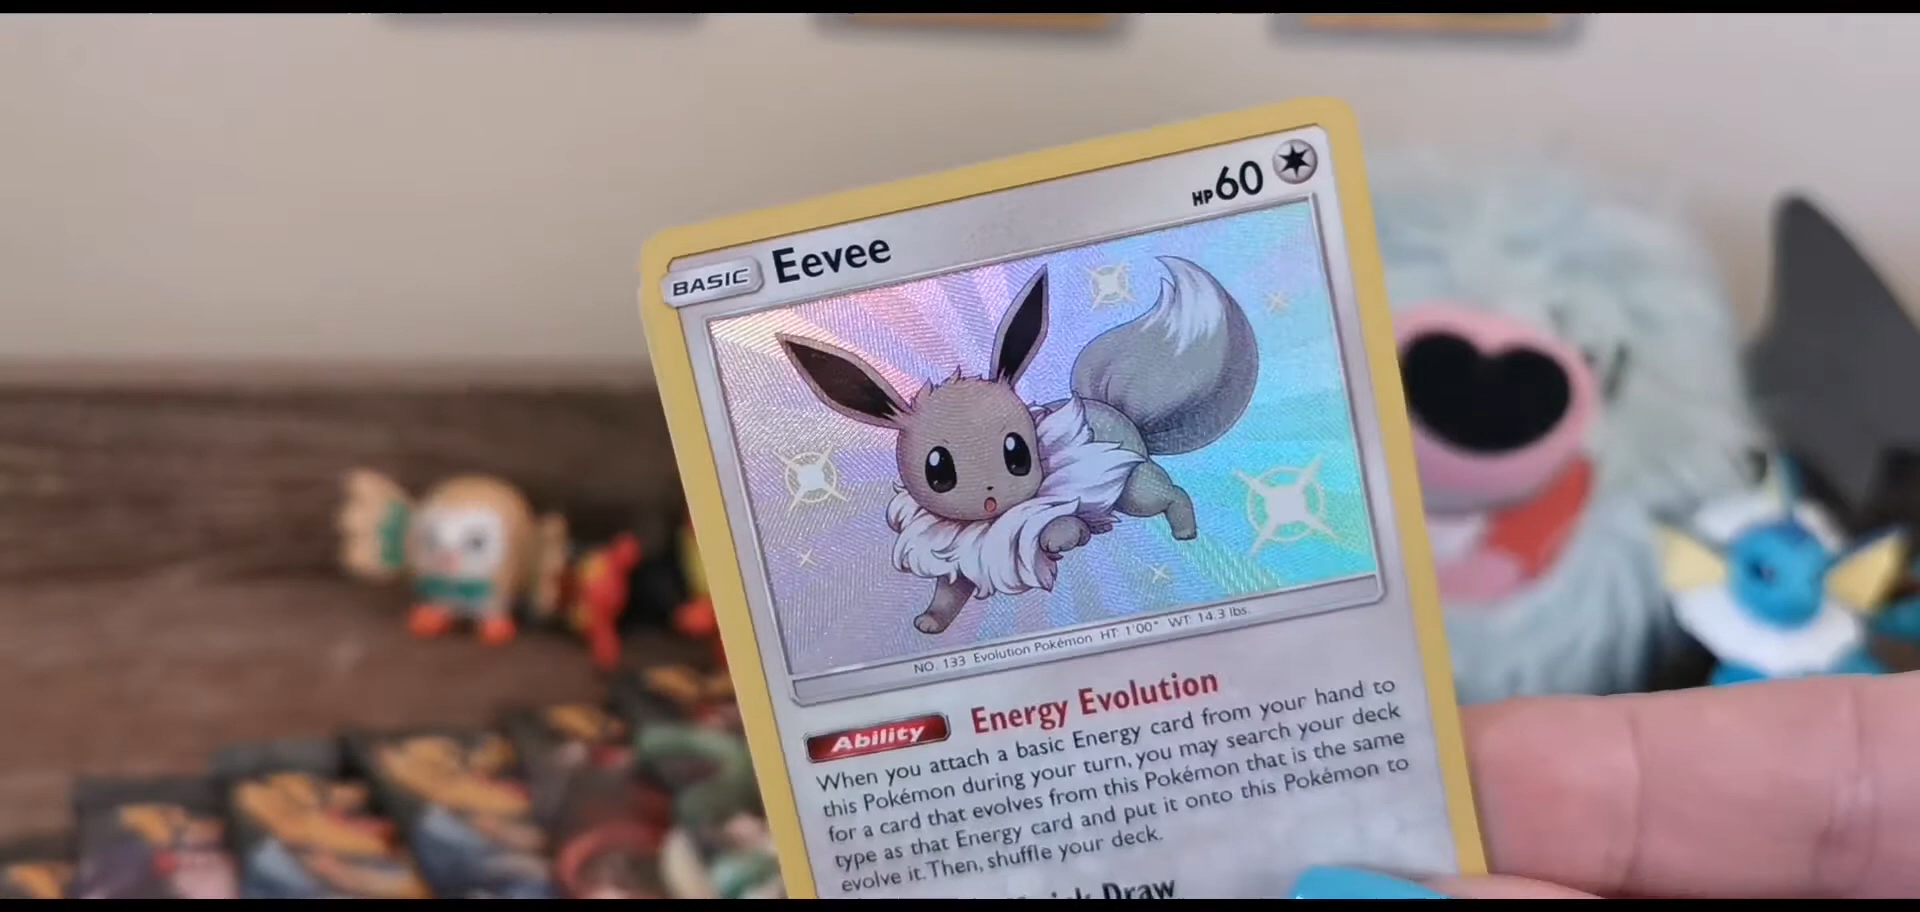 BASIC Eevee HP60
NO. 133 Evolution Pokémon HT: 1'00" WT: 14.3 lbs.
Ability Energy Evolution
When you attach a basic Energy card from your hand to
this Pokémon during your turn, you may search your deck
for a card that evolves from this Pokémon that is the same
type as that Energy card and put it onto this Pokémon to
evolve it. Then, shuffle your deck.
Draw